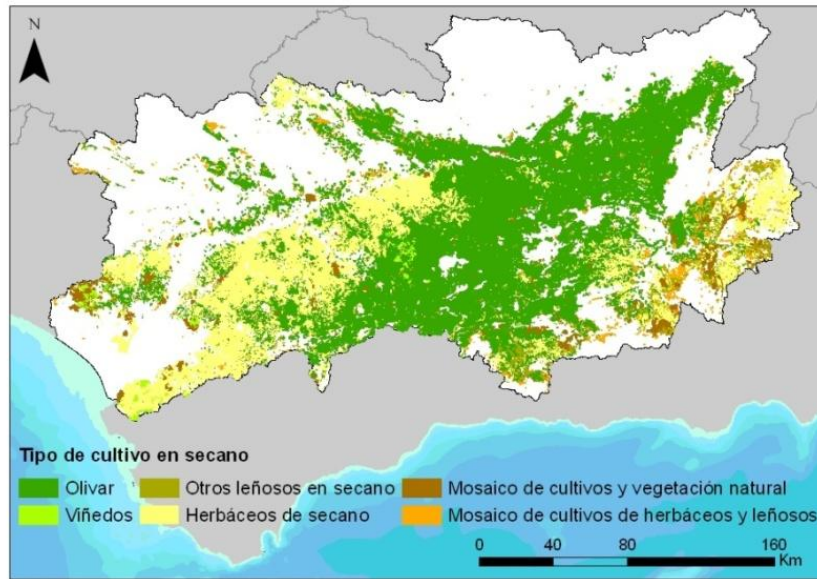 N
Tipo de cultivo en secano
Olivar
Otros leñosos en secano
Mosaico de cultivos y vegetación natural
Viñedos
Herbáceos de secano
Mosaico de cultivos de herbáceos y leñosos
0 40 80 160
Km